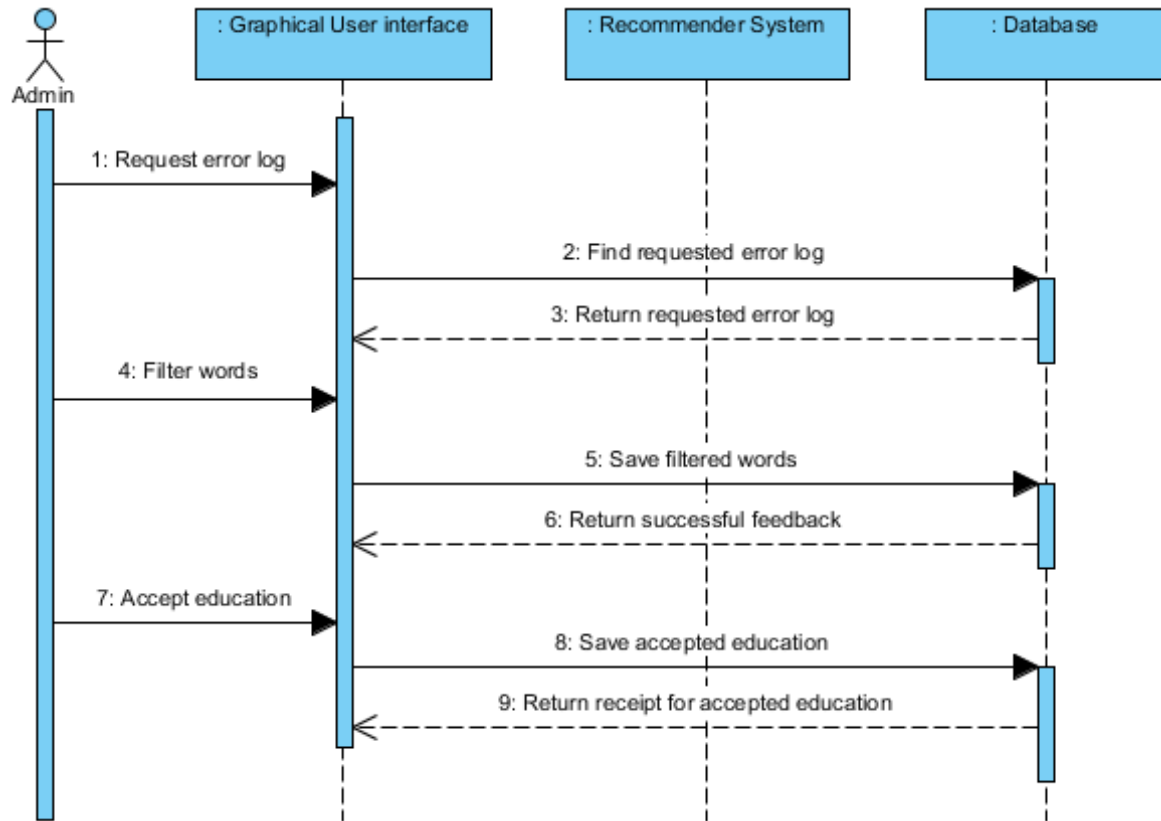 : Graphical User interface
: Recommender System
: Database
Admin
1: Request error log
2: Find requested error log
3: Return requested error log
4: Filter words
5: Save filtered words
6: Return successful feedback
7: Accept education
8: Save accepted education
9: Return receipt for accepted education